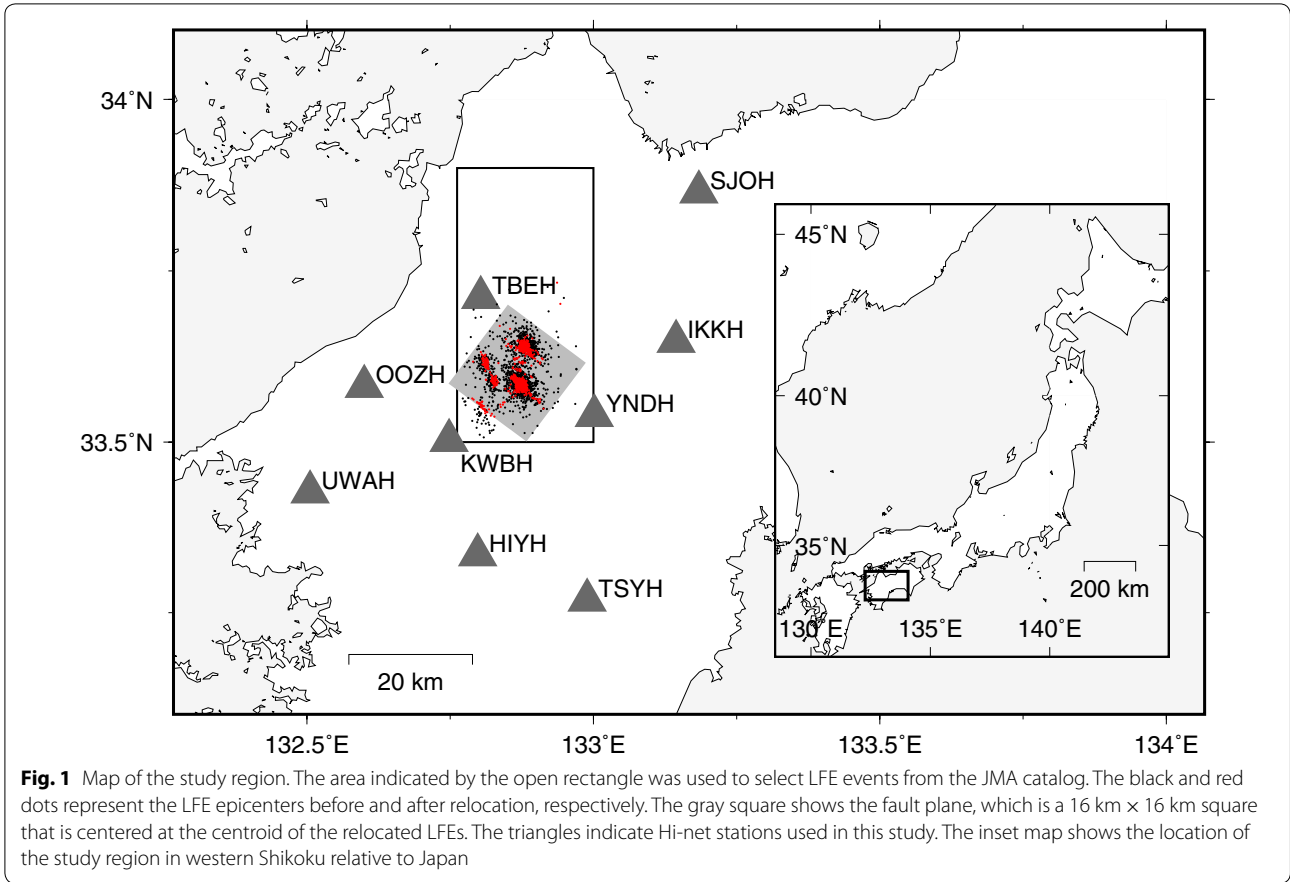 34˚N
SJOH
45˚N
TBEH
IKKH
OOZH
40˚N
YNDH
33.5˚N
KWBH
UWAH
35˚N
HIYH
200 km
TSYH
130˚E
135˚E
140˚E
20 km
132.5˚E
133˚E
133.5˚E
134˚E
Fig. 1 Map of the study region. The area indicated by the open rectangle was used to select LFE events from the JMA catalog. The black and red
dots represent the LFE epicenters before and after relocation, respectively. The gray square shows the fault plane, which is a 16 km × 16 km square
that is centered at the centroid of the relocated LFEs. The triangles indicate Hi-net stations used in this study. The inset map shows the location of
the study region in western Shikoku relative to Japan